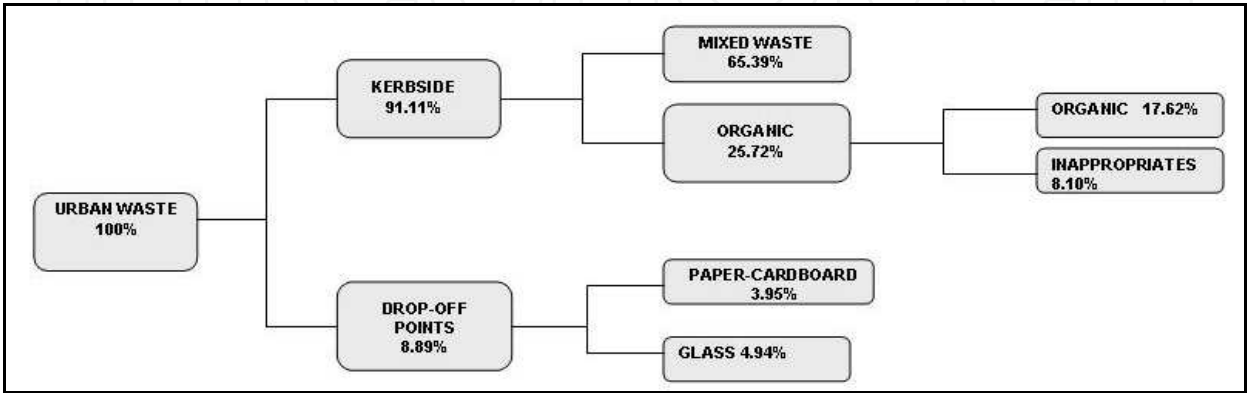 URBAN WASTE
100%
KERBSIDE
91.11%
MIXED WASTE
65.39%
ORGANIC
25.72%
ORGANIC 17.62%
INAPPROPRIATES
8.10%
DROP-OFF
POINTS
8.89%
PAPER-CARDBOARD
3.95%
GLASS 4.94%